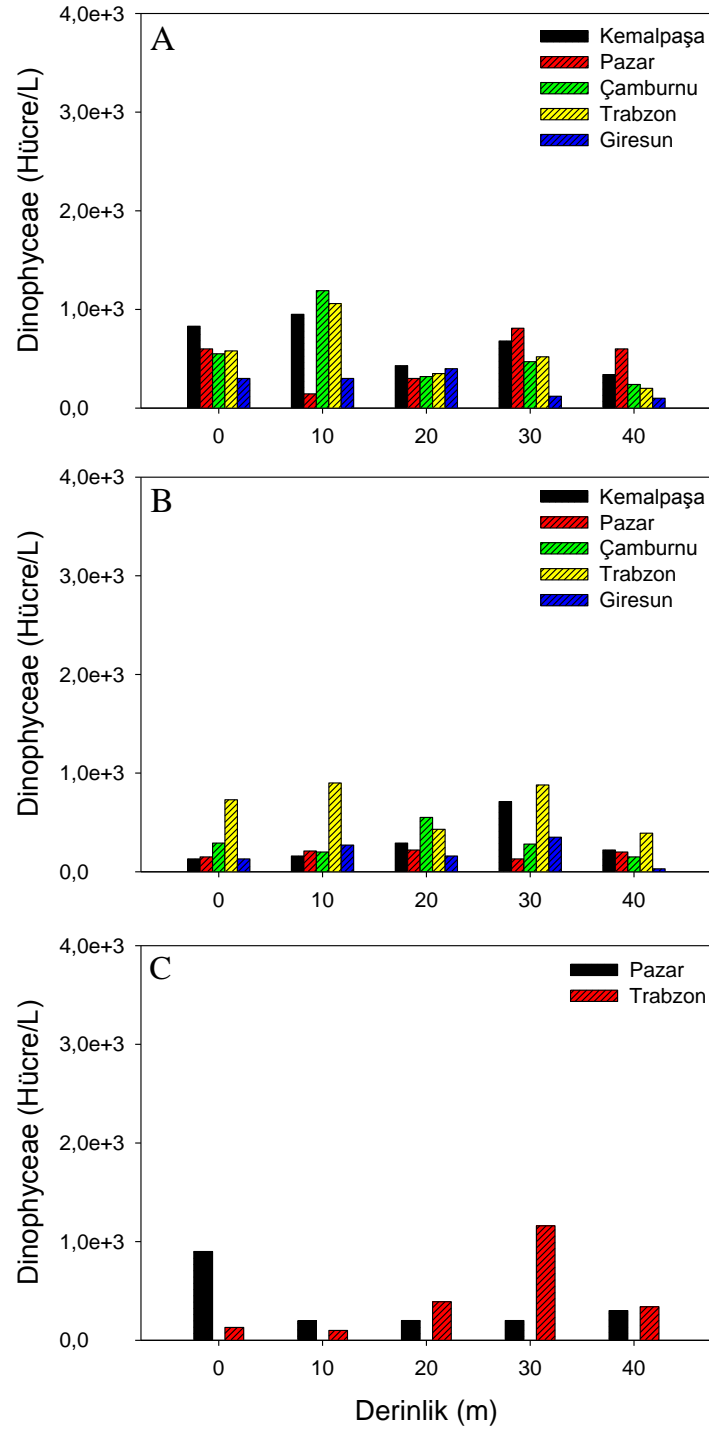 A
Kemalpaşa
Pazar
Çamburnu
Trabzon
Giresun
Dinophyceae (Hücre/L)
4,0e+3
3,0e+3
2,0e+3
1,0e+3
0,0
0 10 20 30 40
B
Kemalpaşa
Pazar
Çamburnu
Trabzon
Giresun
Dinophyceae (Hücre/L)
4,0e+3
3,0e+3
2,0e+3
1,0e+3
0,0
0 10 20 30 40
C
Pazar
Trabzon
Dinophyceae (Hücre/L)
4,0e+3
3,0e+3
2,0e+3
1,0e+3
0,0
0 10 20 30 40
Derinlik (m)